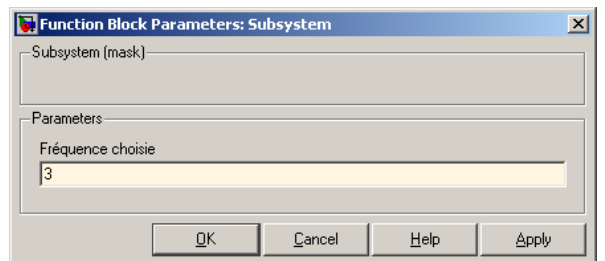 Function Block Parameters: Subsystem
Subsystem (mask)
Parameters
Fréquence choisie
3
OK Cancel Help Apply